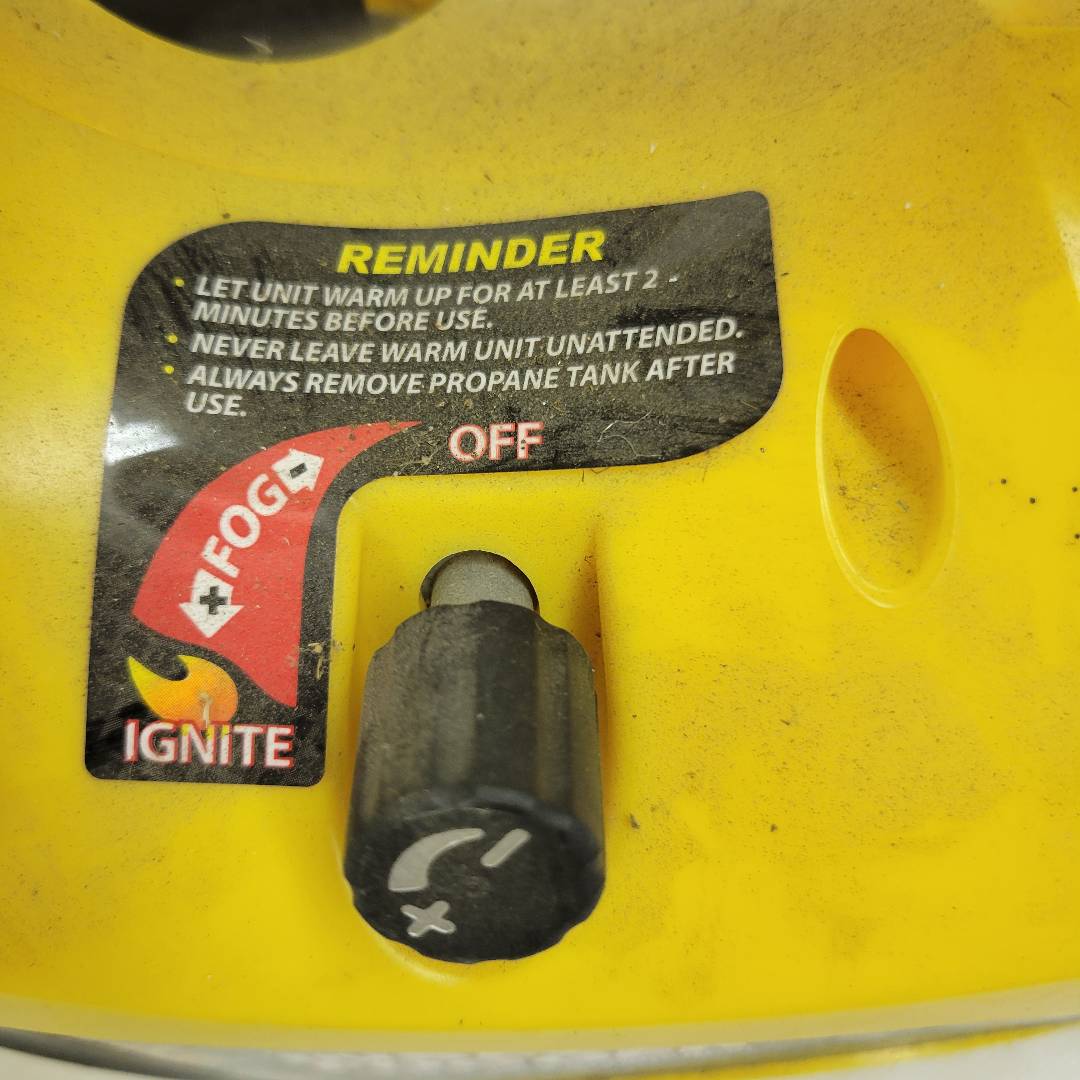 REMINDER
• LET UNIT WARM UP FOR AT LEAST 2 -
MINUTES BEFORE USE.
• NEVER LEAVE WARM UNIT UNATTENDED.
• ALWAYS REMOVE PROPANE TANK AFTER
USE.
OFF
- FOG +
IGNITE
- +